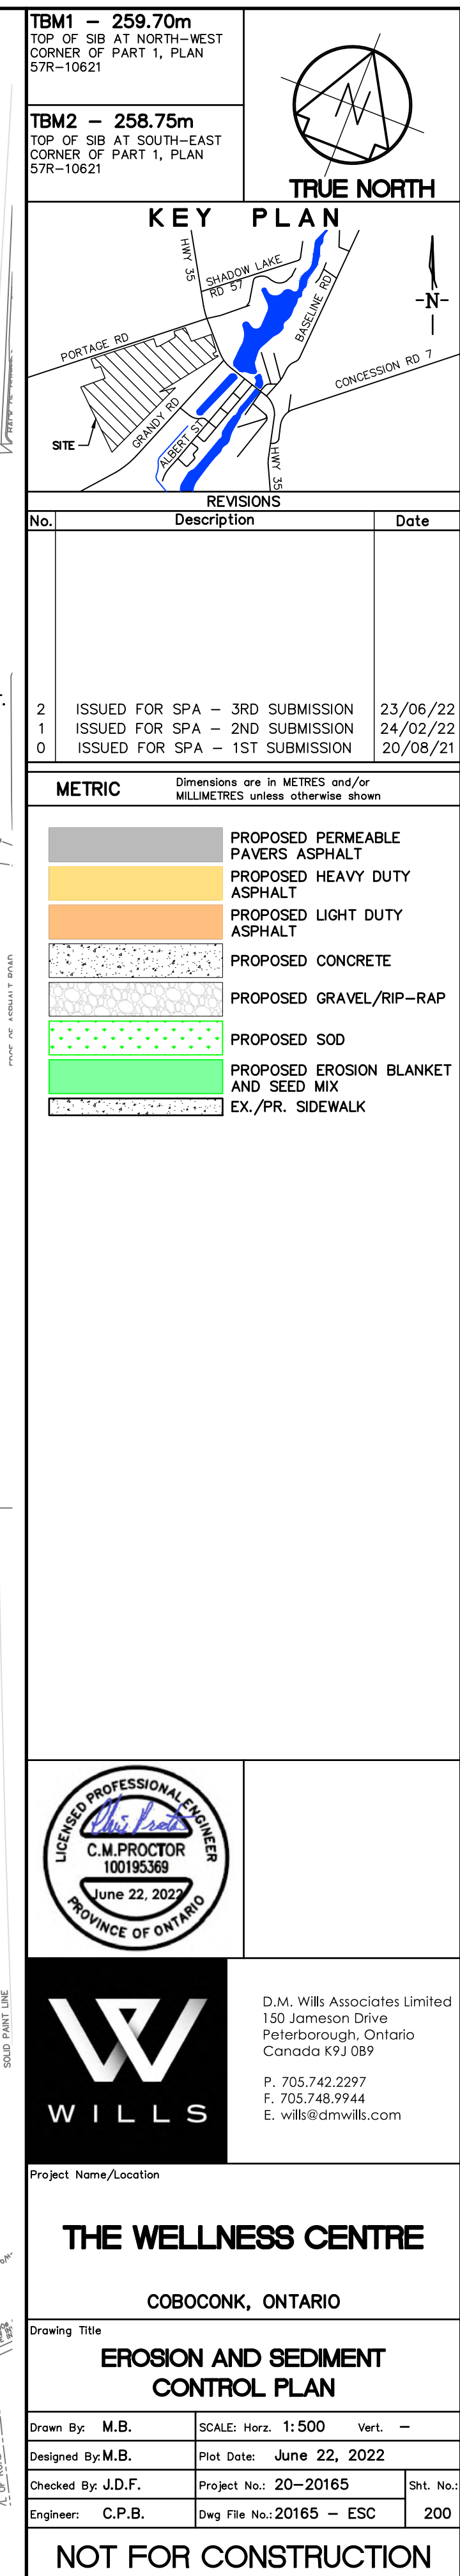 TBM1 - 259.70m
TOP OF SIB AT NORTH-WEST
CORNER OF PART 1, PLAN
57R-10621
TBM2 - 258.75m
TOP OF SIB AT SOUTH-EAST
CORNER OF PART 1, PLAN
57R-10621
N
TRUE NORTH
KEY PLAN
HWY 35
SHADOW LAKE
RD 57
BASELINE RD
-N-
PORTAGE RD
CONCESSION RD 7
GRANDY RD
ALBERT ST
SITE
HWY 35
REVISIONS
No. Description Date
2 ISSUED FOR SPA - 3RD SUBMISSION 23/06/22
1 ISSUED FOR SPA - 2ND SUBMISSION 24/02/22
0 ISSUED FOR SPA - 1ST SUBMISSION 20/08/21
METRIC
Dimensions are in METRES and/or
MILLIMETRES unless otherwise shown
PROPOSED PERMEABLE
PAVERS ASPHALT
PROPOSED HEAVY DUTY
ASPHALT
PROPOSED LIGHT DUTY
ASPHALT
PROPOSED CONCRETE
PROPOSED GRAVEL/RIP-RAP
PROPOSED SOD
PROPOSED EROSION BLANKET
AND SEED MIX
EX./PR. SIDEWALK
EDGE OF ASPHALT ROAD
SOLID PAINT LINE
LICENSED PROFESSIONAL ENGINEER
C.M.PROCTOR
100195369
June 22, 2022
PROVINCE OF ONTARIO
WILLS
D.M. Wills Associates Limited
150 Jameson Drive
Peterborough, Ontario
Canada K9J 0B9
P. 705.742.2297
F. 705.748.9944
E. wills@dmwills.com
Project Name/Location
THE WELLNESS CENTRE
COBOCONK, ONTARIO
Drawing Title
EROSION AND SEDIMENT
CONTROL PLAN
Drawn By: M.B. SCALE: Horz. 1:500 Vert. -
Designed By: M.B. Plot Date: June 22, 2022
Checked By: J.D.F. Project No.: 20-20165 Sht. No.:
Engineer: C.P.B. Dwg File No.: 20165 - ESC 200
NOT FOR CONSTRUCTION